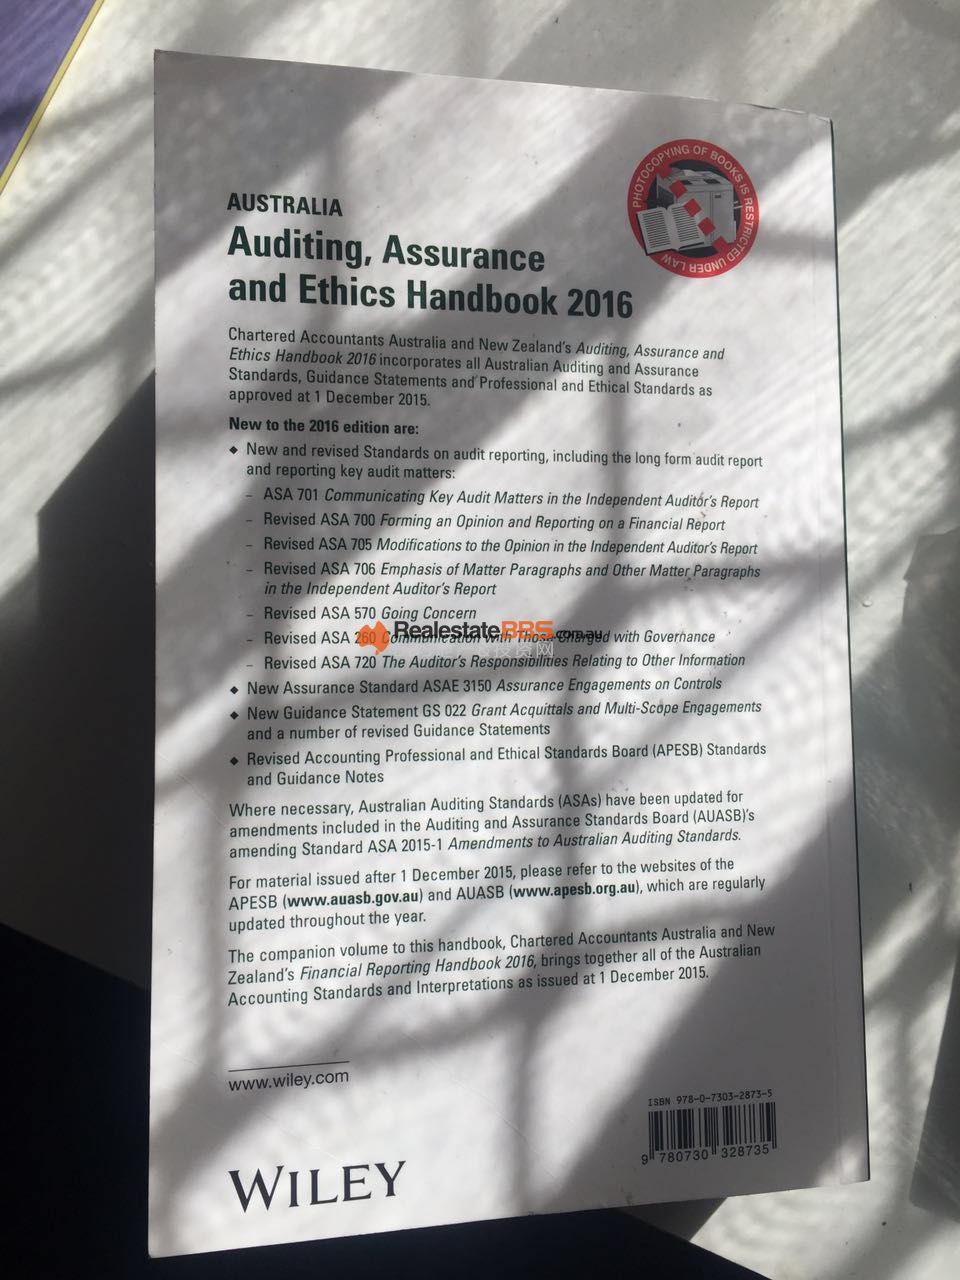 PHOTOCOPYING OF BOOKS IS RESTRICTED UNDER LAW
AUSTRALIA
Auditing, Assurance
and Ethics Handbook 2016
Chartered Accountants Australia and New Zealand's Auditing, Assurance and
Ethics Handbook 2016 incorporates all Australian Auditing and Assurance
Standards, Guidance Statements and Professional and Ethical Standards as
approved at 1 December 2015.
New to the 2016 edition are:
◆ New and revised Standards on audit reporting, including the long form audit report
and reporting key audit matters:
– ASA 701 Communicating Key Audit Matters in the Independent Auditor's Report
– Revised ASA 700 Forming an Opinion and Reporting on a Financial Report
– Revised ASA 705 Modifications to the Opinion in the Independent Auditor's Report
– Revised ASA 706 Emphasis of Matter Paragraphs and Other Matter Paragraphs
in the Independent Auditor's Report
– Revised ASA 570 Going Concern
RealestateBBS.com.au
– Revised ASA 260 Communication with Those Charged with Governance
投资网
– Revised ASA 720 The Auditor's Responsibilities Relating to Other Information
◆ New Assurance Standard ASAE 3150 Assurance Engagements on Controls
◆ New Guidance Statement GS 022 Grant Acquittals and Multi-Scope Engagements
and a number of revised Guidance Statements
◆ Revised Accounting Professional and Ethical Standards Board (APESB) Standards
and Guidance Notes
Where necessary, Australian Auditing Standards (ASAs) have been updated for
amendments included in the Auditing and Assurance Standards Board (AUASB)'s
amending Standard ASA 2015-1 Amendments to Australian Auditing Standards.
For material issued after 1 December 2015, please refer to the websites of the
APESB (www.auasb.gov.au) and AUASB (www.apesb.org.au), which are regularly
updated throughout the year.
The companion volume to this handbook, Chartered Accountants Australia and New
Zealand's Financial Reporting Handbook 2016, brings together all of the Australian
Accounting Standards and Interpretations as issued at 1 December 2015.
www.wiley.com
WILEY
ISBN 978-0-7303-2873-5
9 780730 328735